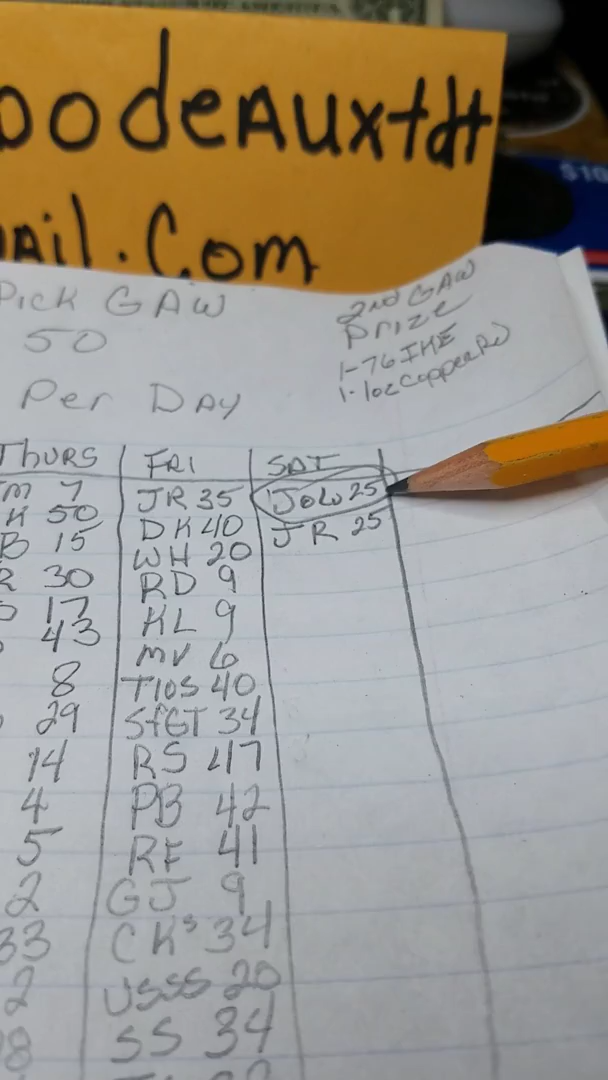 oodeAuxtdt
ail.Com
Pick GAW
50
Per DAY
2nd GAW
Prize
1-76 IKE
1-1oz Copper Rd
THURS FRI SAT
M 7 JR 35 JoW 25
K 50 DK 40 JR 25
B 15 WH 20
R 30 RD 9
17 KL 9
43 MV 6
8 TIOS 40
29 SfGT 34
14 RS 47
4 PB 42
5 RF 41
2 GJ 9
33 CK's 34
2 USSS 20
8 SS 34
$10